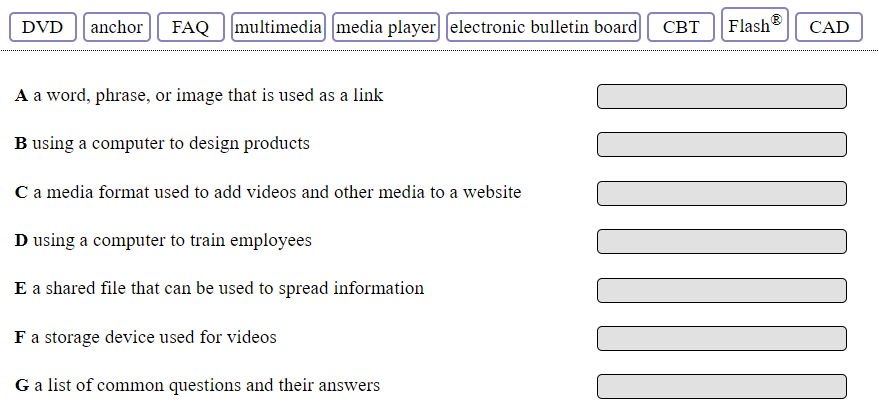 DVD anchor FAQ multimedia media player electronic bulletin board CBT Flash® CAD
A a word, phrase, or image that is used as a link
B using a computer to design products
C a media format used to add videos and other media to a website
D using a computer to train employees
E a shared file that can be used to spread information
F a storage device used for videos
G a list of common questions and their answers